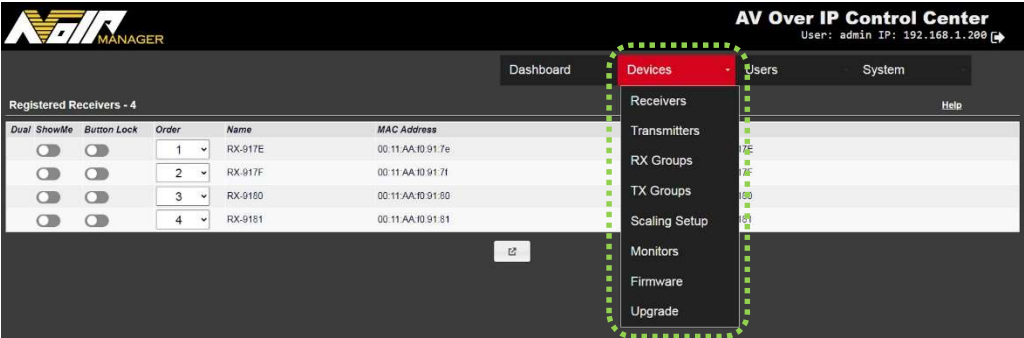 AVoIP MANAGER
AV Over IP Control Center
User: admin IP: 192.168.1.200
Dashboard Devices Users System
Registered Receivers - 4 Help
Dual ShowMe Button Lock Order Name MAC Address
1 RX-917E 00:11:AA:f0:91:7e 17E
2 RX-917F 00:11:AA:f0:91:7f 17F
3 RX-9180 00:11:AA:f0:91:80 180
4 RX-9181 00:11:AA:f0:91:81 181
Receivers
Transmitters
RX Groups
TX Groups
Scaling Setup
Monitors
Firmware
Upgrade